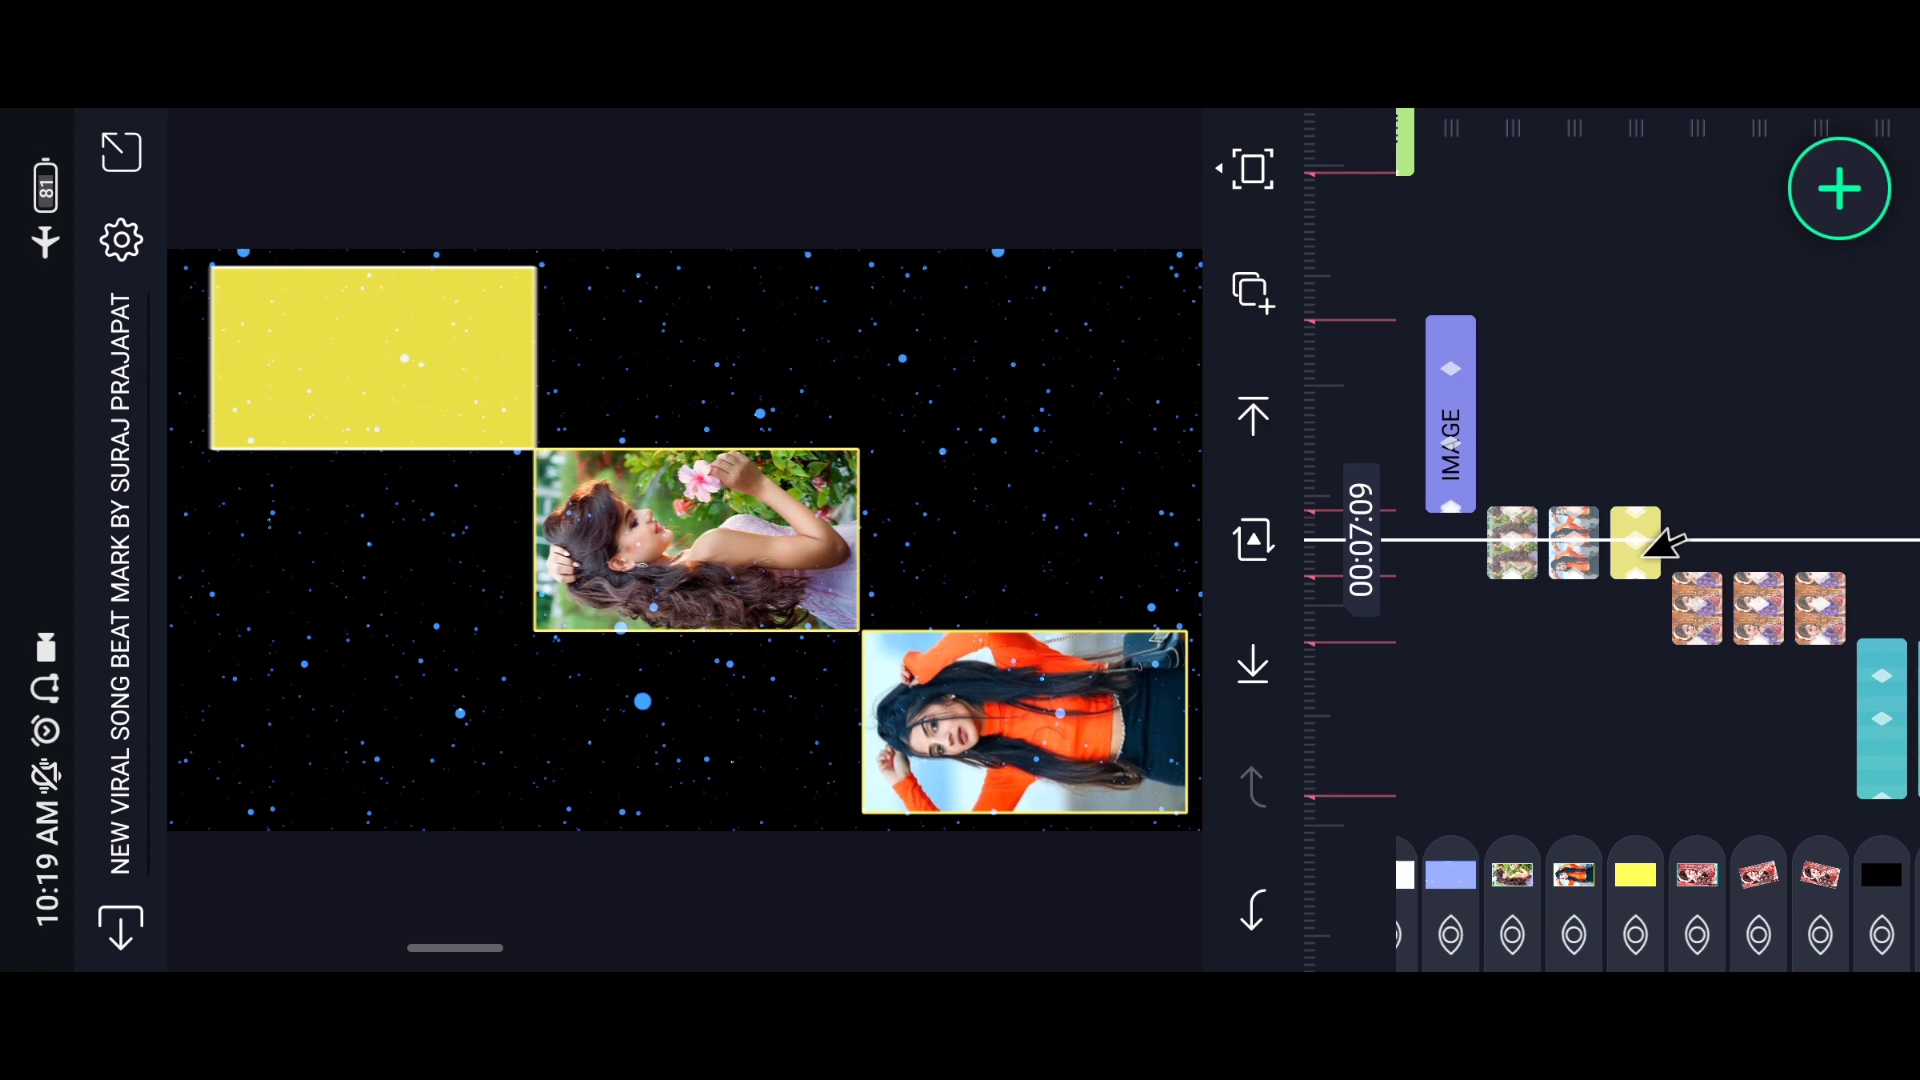 10:19 AM
81
NEW VIRAL SONG BEAT MARK BY SURAJ PRAJAPAT
00:07:09
IMAGE